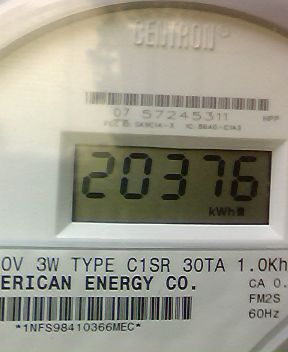 CENTRON®
07 57245311 HPP
20376
kWh
0V 3W TYPE C1SR 30TA 1.0Kh
ERICAN ENERGY CO. CA 0.
FM2S
*1NFS98410366MEC* 60Hz